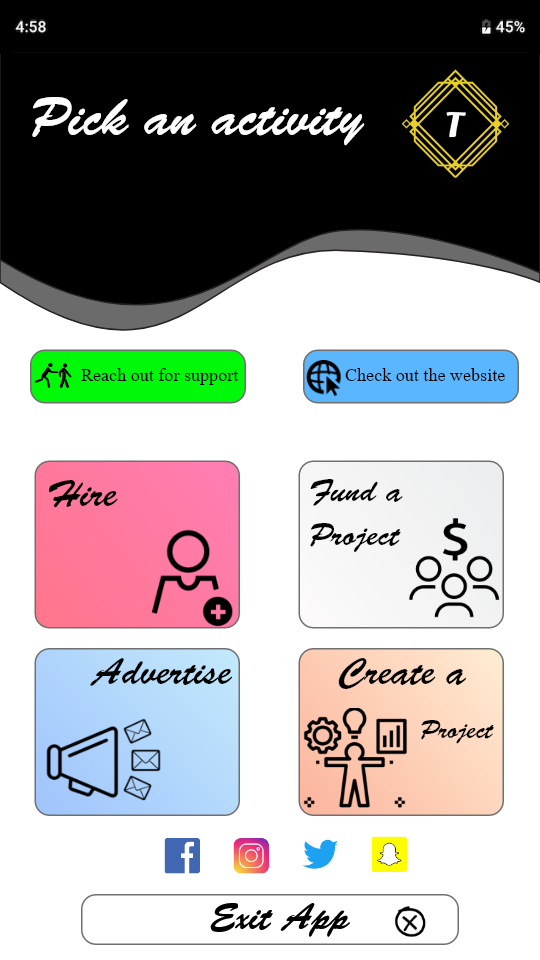 4:58
45%
Pick an activity
T
Reach out for support
Check out the website
Hire
Fund a
Project
Advertise
Create a
Project
Exit App